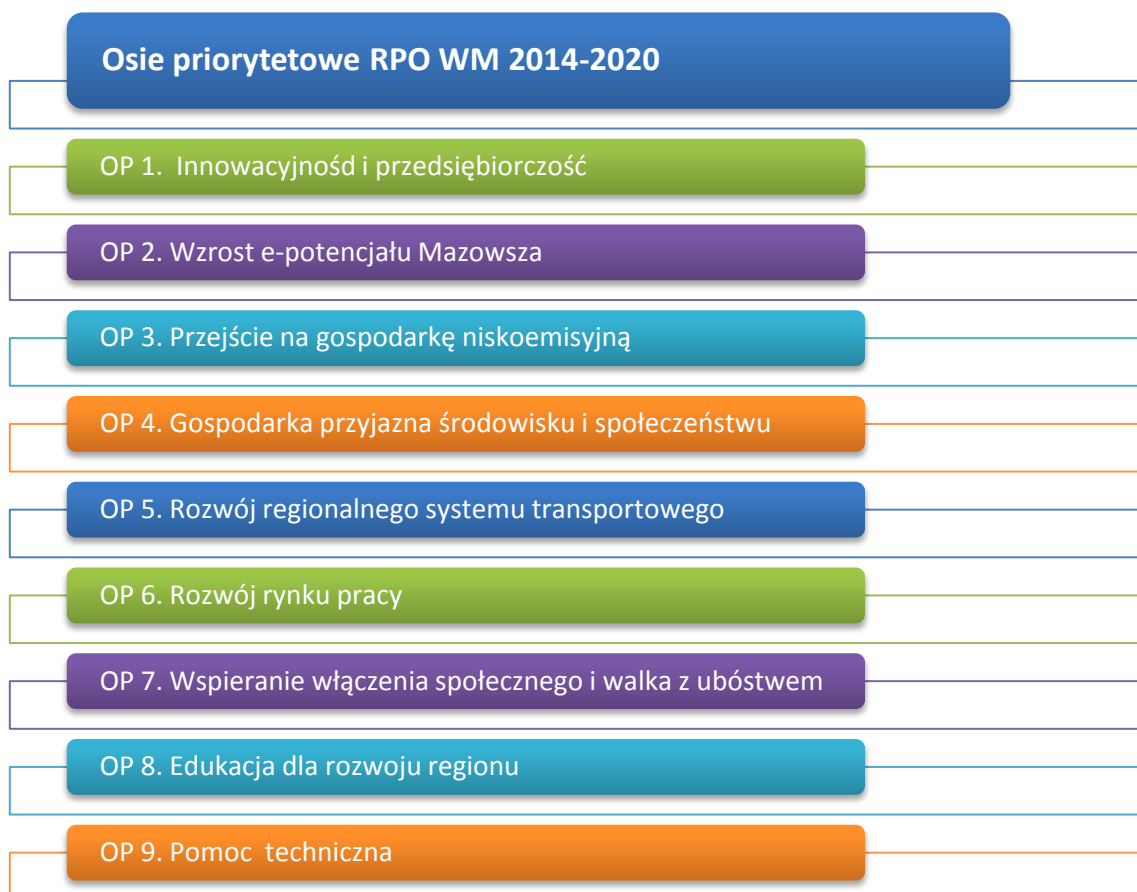 Osie priorytetowe RPO WM 2014-2020
OP 1.  Innowacyjnośd i przedsiębiorczość
OP 2. Wzrost e-potencjału Mazowsza
OP 3. Przejście na gospodarkę niskoemisyjną
OP 4. Gospodarka przyjazna środowisku i społeczeństwu
OP 5. Rozwój regionalnego systemu transportowego
OP 6. Rozwój rynku pracy
OP 7. Wspieranie włączenia społecznego i walka z ubóstwem
OP 8. Edukacja dla rozwoju regionu
OP 9. Pomoc  techniczna